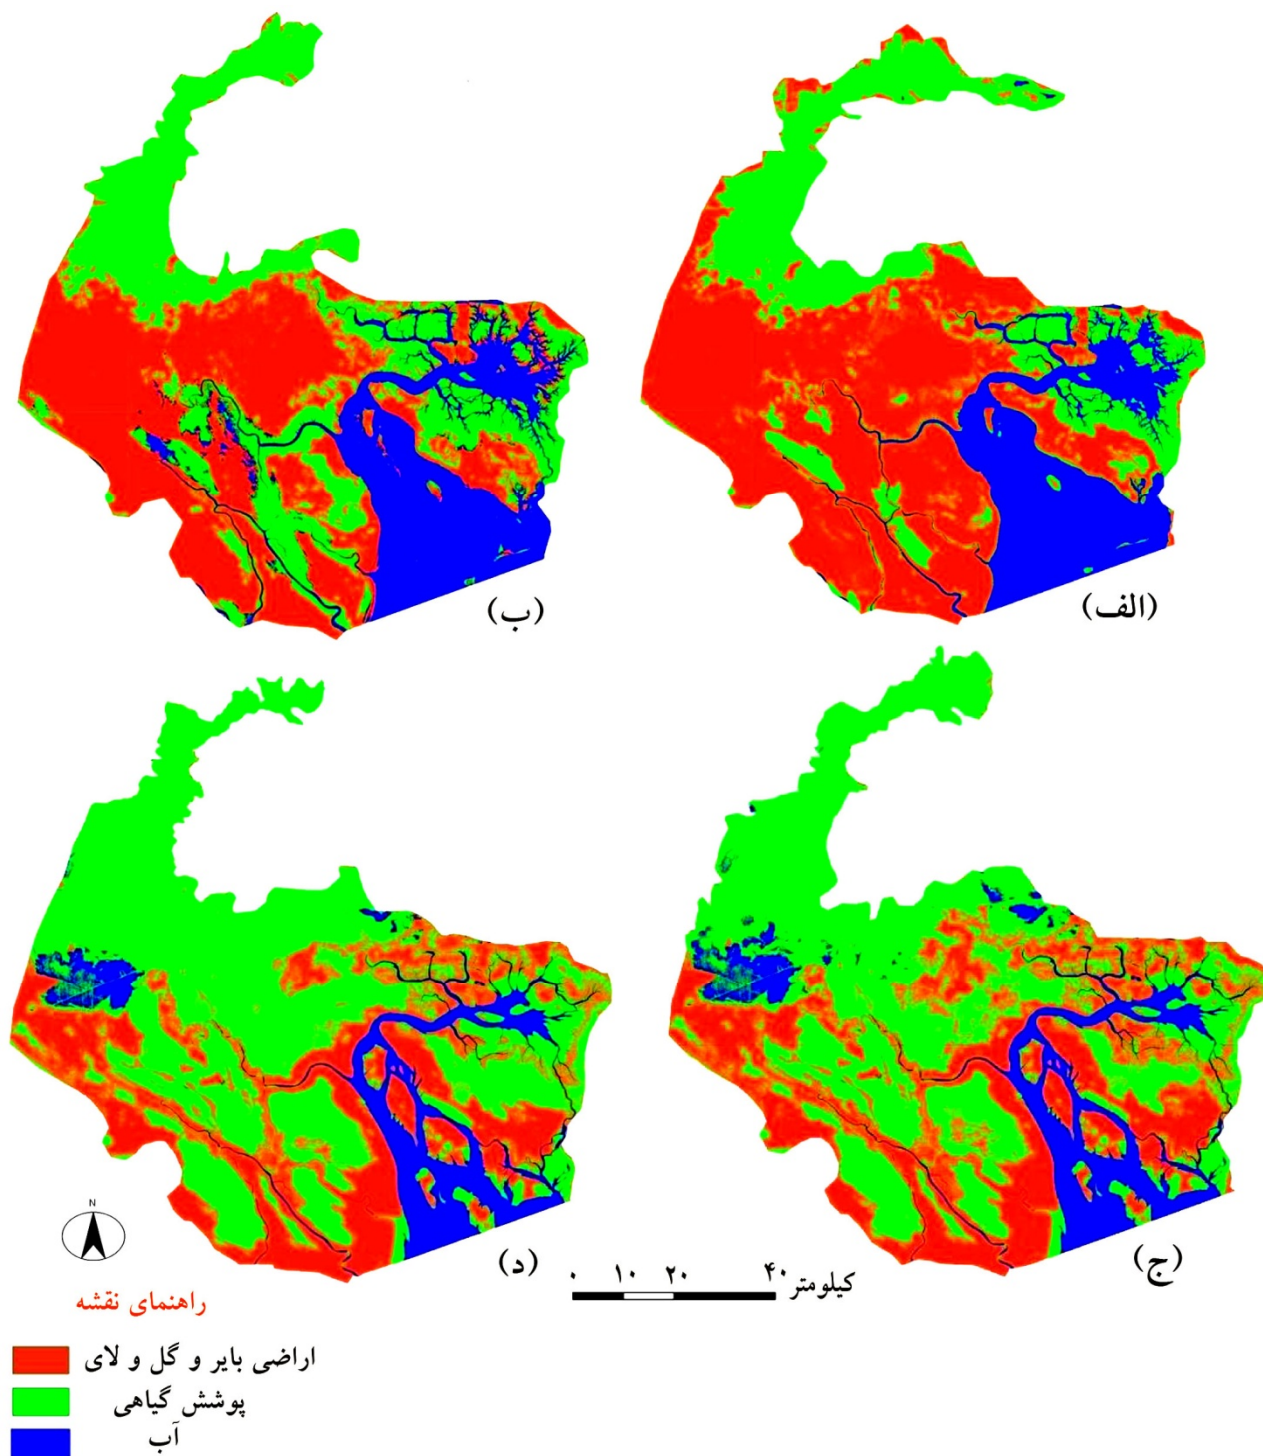 (الف)
(ب)
(ج)
(د)
N
۰ ۱۰ ۲۰ ۴۰ کیلومتر
راهنمای نقشه
اراضی بایر و گل و لای
پوشش گیاهی
آب